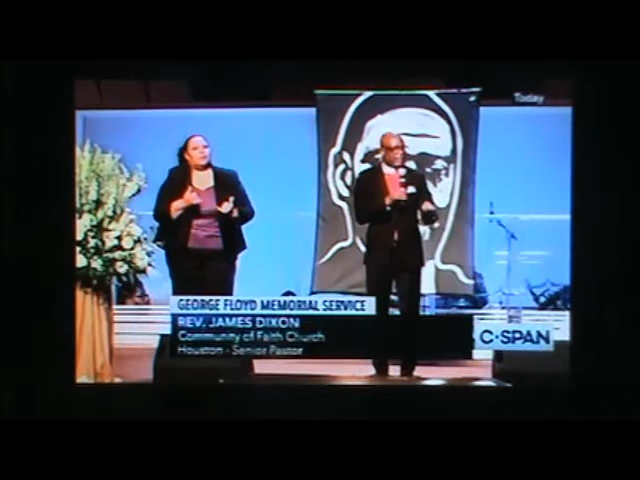 Today
GEORGE FLOYD MEMORIAL SERVICE
REV. JAMES DIXON
Community of Faith Church
Houston - Senior Pastor
C·SPAN